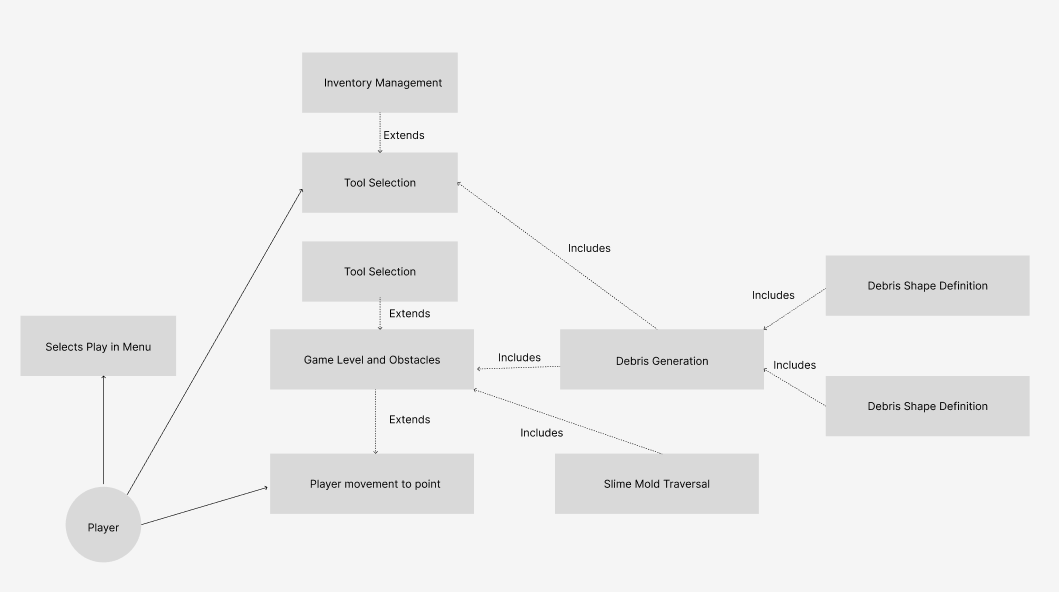 Inventory Management
Extends
Tool Selection
Includes
Tool Selection
Extends
Debris Shape Definition
Includes
Selects Play in Menu
Game Level and Obstacles
Includes
Debris Generation
Includes
Debris Shape Definition
Extends
Includes
Player movement to point
Slime Mold Traversal
Player